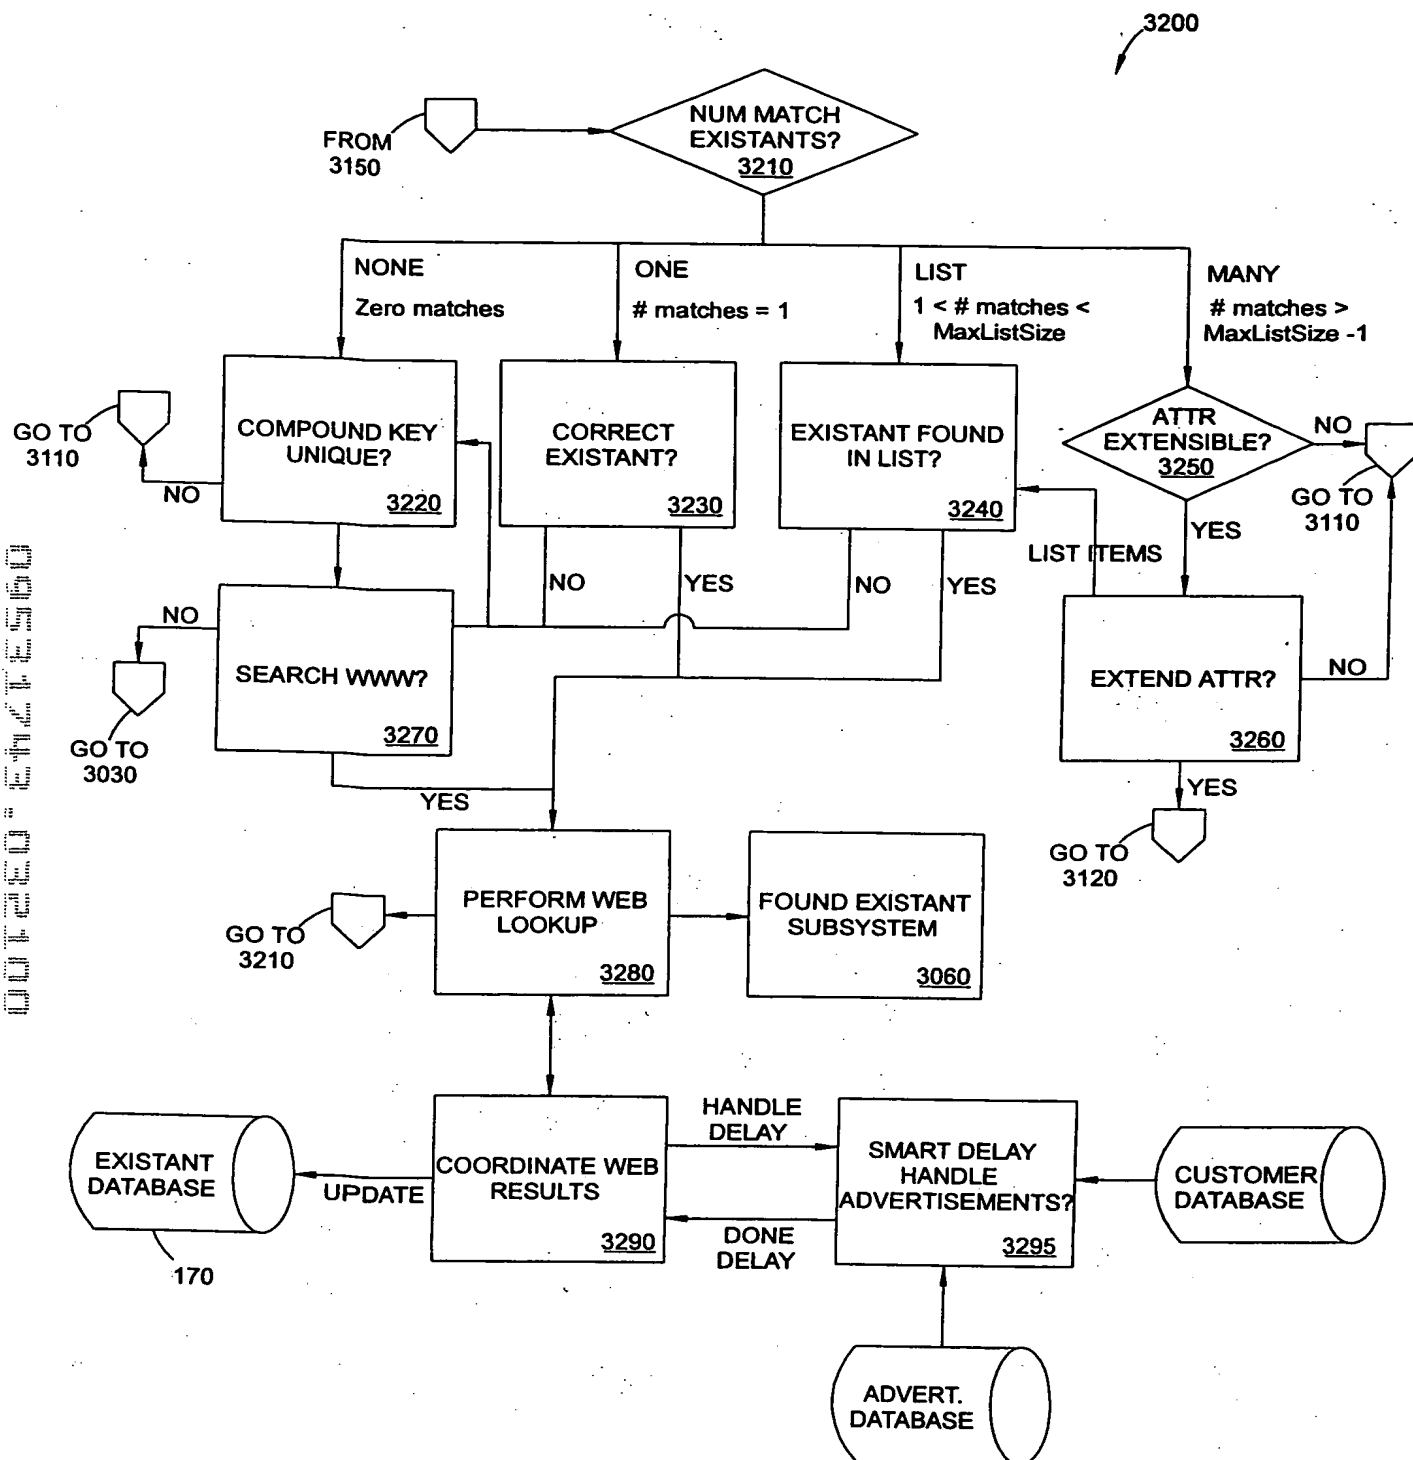 3200
FROM
3150
NUM MATCH
EXISTANTS?
3210
NONE
Zero matches
ONE
# matches = 1
LIST
1 < # matches <
MaxListSize
MANY
# matches >
MaxListSize -1
GO TO
3110
NO
COMPOUND KEY
UNIQUE?
3220
CORRECT
EXISTANT?
3230
EXISTANT FOUND
IN LIST?
3240
ATTR
EXTENSIBLE?
3250
NO
GO TO
3110
YES
LIST ITEMS
NO
YES
NO
YES
NO
SEARCH WWW?
3270
GO TO
3030
YES
EXTEND ATTR?
3260
NO
YES
GO TO
3120
PERFORM WEB
LOOKUP
3280
GO TO
3210
FOUND EXISTANT
SUBSYSTEM
3060
EXISTANT
DATABASE
170
UPDATE
COORDINATE WEB
RESULTS
3290
HANDLE
DELAY
DONE
DELAY
SMART DELAY
HANDLE
ADVERTISEMENTS?
3295
CUSTOMER
DATABASE
ADVERT.
DATABASE
09531743.032100